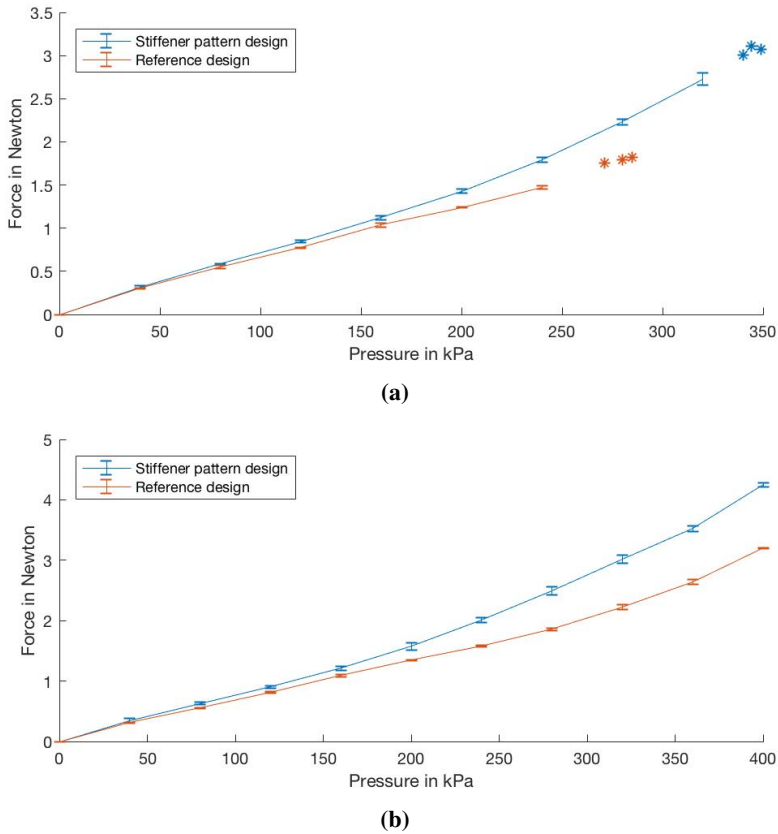 3.5
3
2.5
2
1.5
1
0.5
0
Force in Newton
Stiffener pattern design
Reference design
0 50 100 150 200 250 300 350
Pressure in kPa
(a)
5
4
3
2
1
0
Force in Newton
Stiffener pattern design
Reference design
0 50 100 150 200 250 300 350 400
Pressure in kPa
(b)